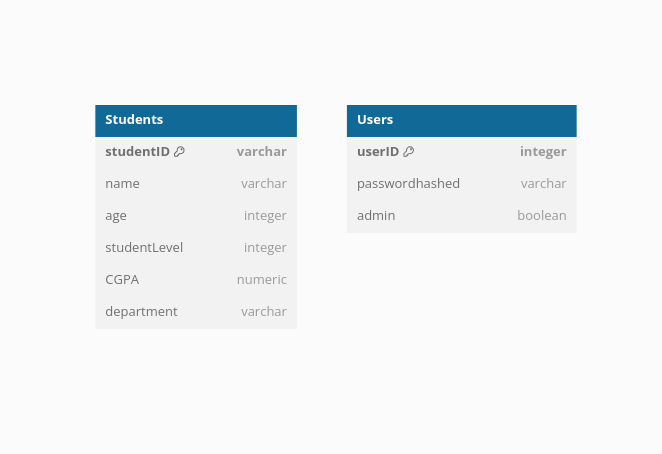 Students
studentID varchar
name varchar
age integer
studentLevel integer
CGPA numeric
department varchar
Users
userID integer
passwordhashed varchar
admin boolean